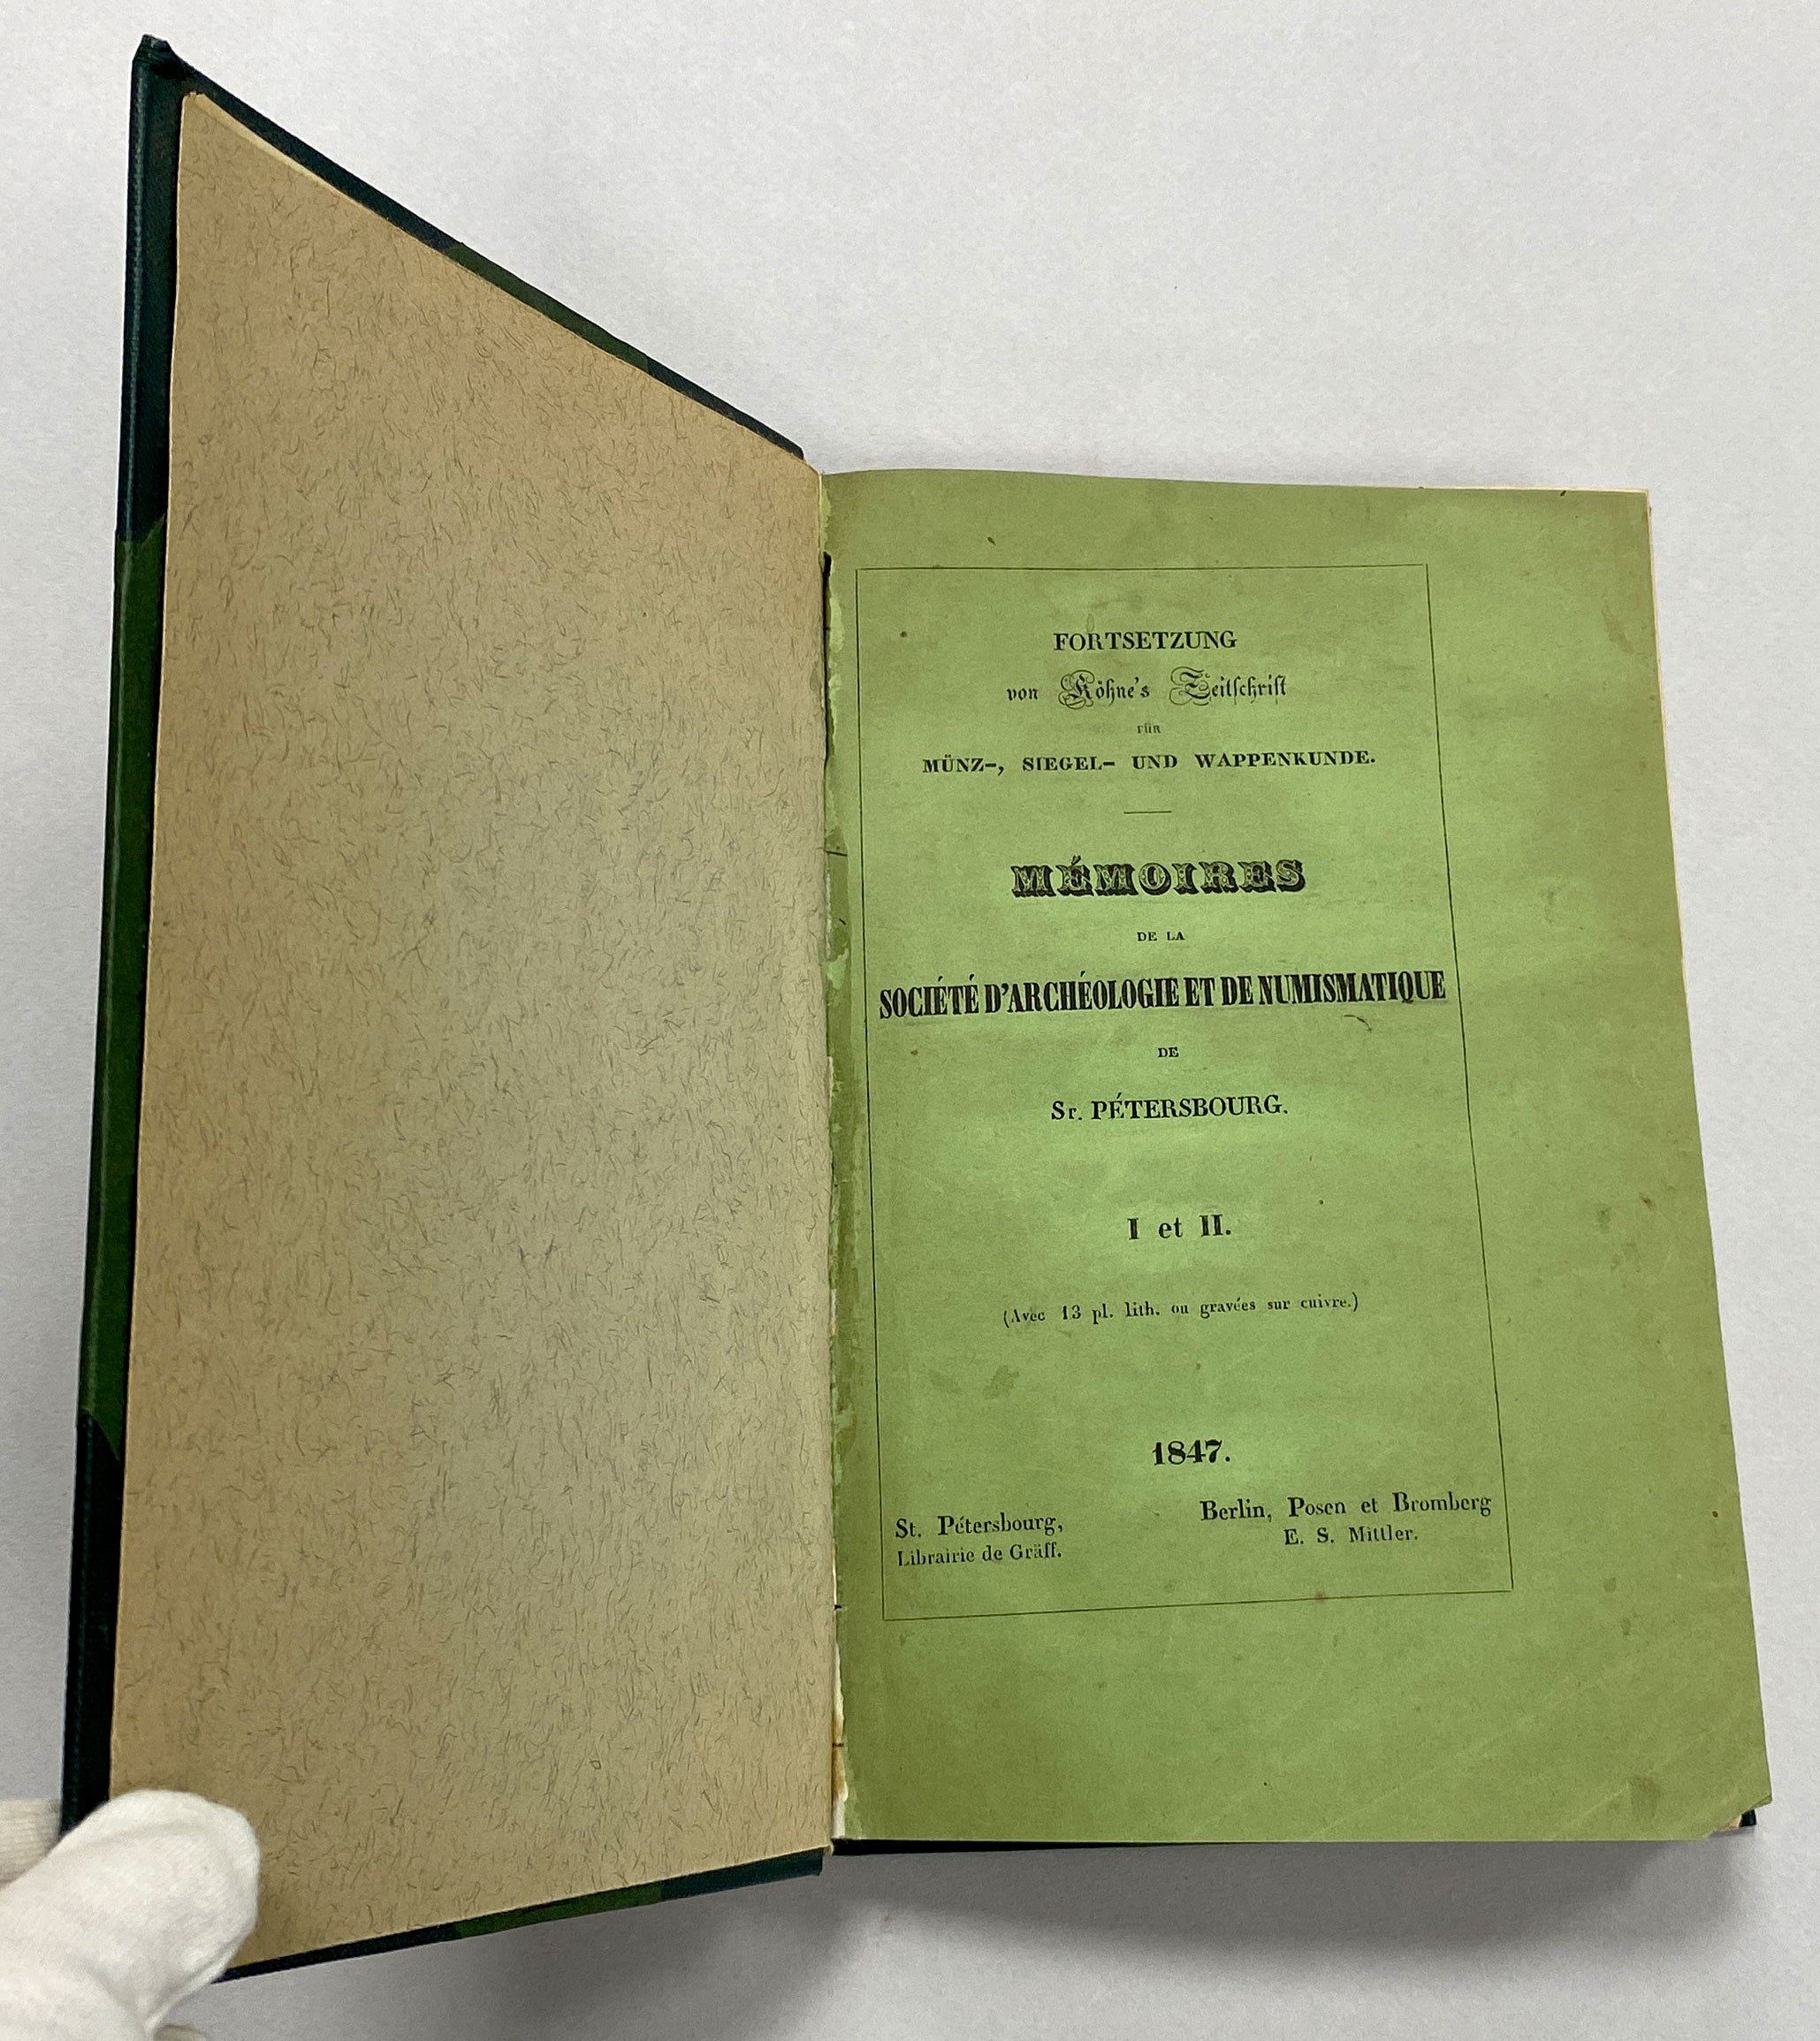 FORTSETZUNG
von Köhne's Zeitschrift
FÜR
MÜNZ-, SIEGEL- UND WAPPENKUNDE.
MÉMOIRES
DE LA
SOCIÉTÉ D'ARCHÉOLOGIE ET DE NUMISMATIQUE
DE
ST. PÉTERSBOURG.
I et II.
(Avec 13 pl. lith. ou gravées sur cuivre.)
1847.
St. Pétersbourg,
Librairie de Gräff.
Berlin, Posen et Bromberg
E. S. Mittler.